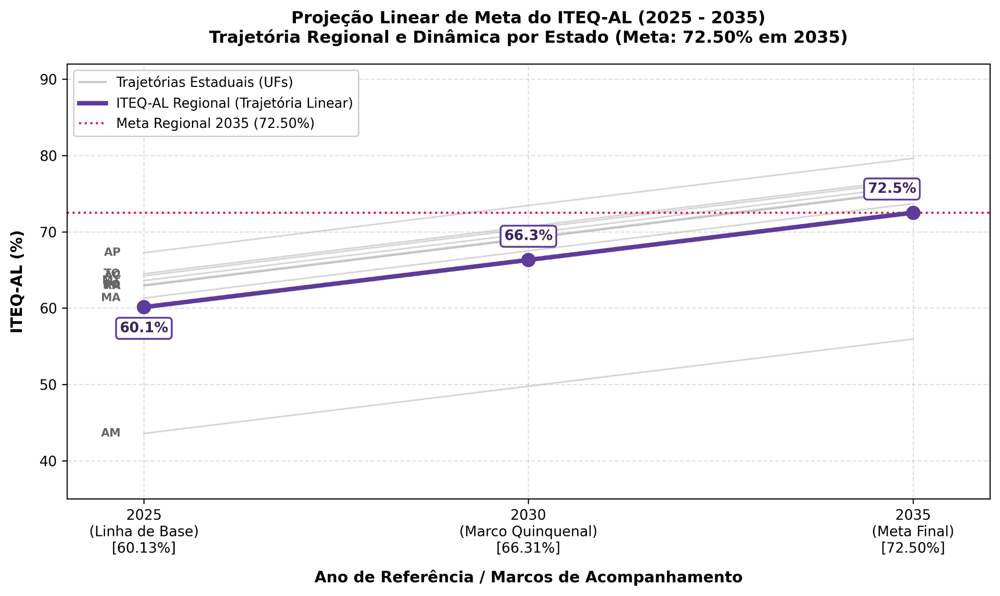 Projeção Linear de Meta do ITEQ-AL (2025 - 2035)
Trajetória Regional e Dinâmica por Estado (Meta: 72.50% em 2035)
Trajetórias Estaduais (UFs)
ITEQ-AL Regional (Trajetória Linear)
Meta Regional 2035 (72.50%)
ITEQ-AL (%)
90
80
70
60
50
40
AP
TO
MA
AM
60.1%
66.3%
72.5%
2025
(Linha de Base)
[60.13%]
2030
(Marco Quinquenal)
[66.31%]
2035
(Meta Final)
[72.50%]
Ano de Referência / Marcos de Acompanhamento